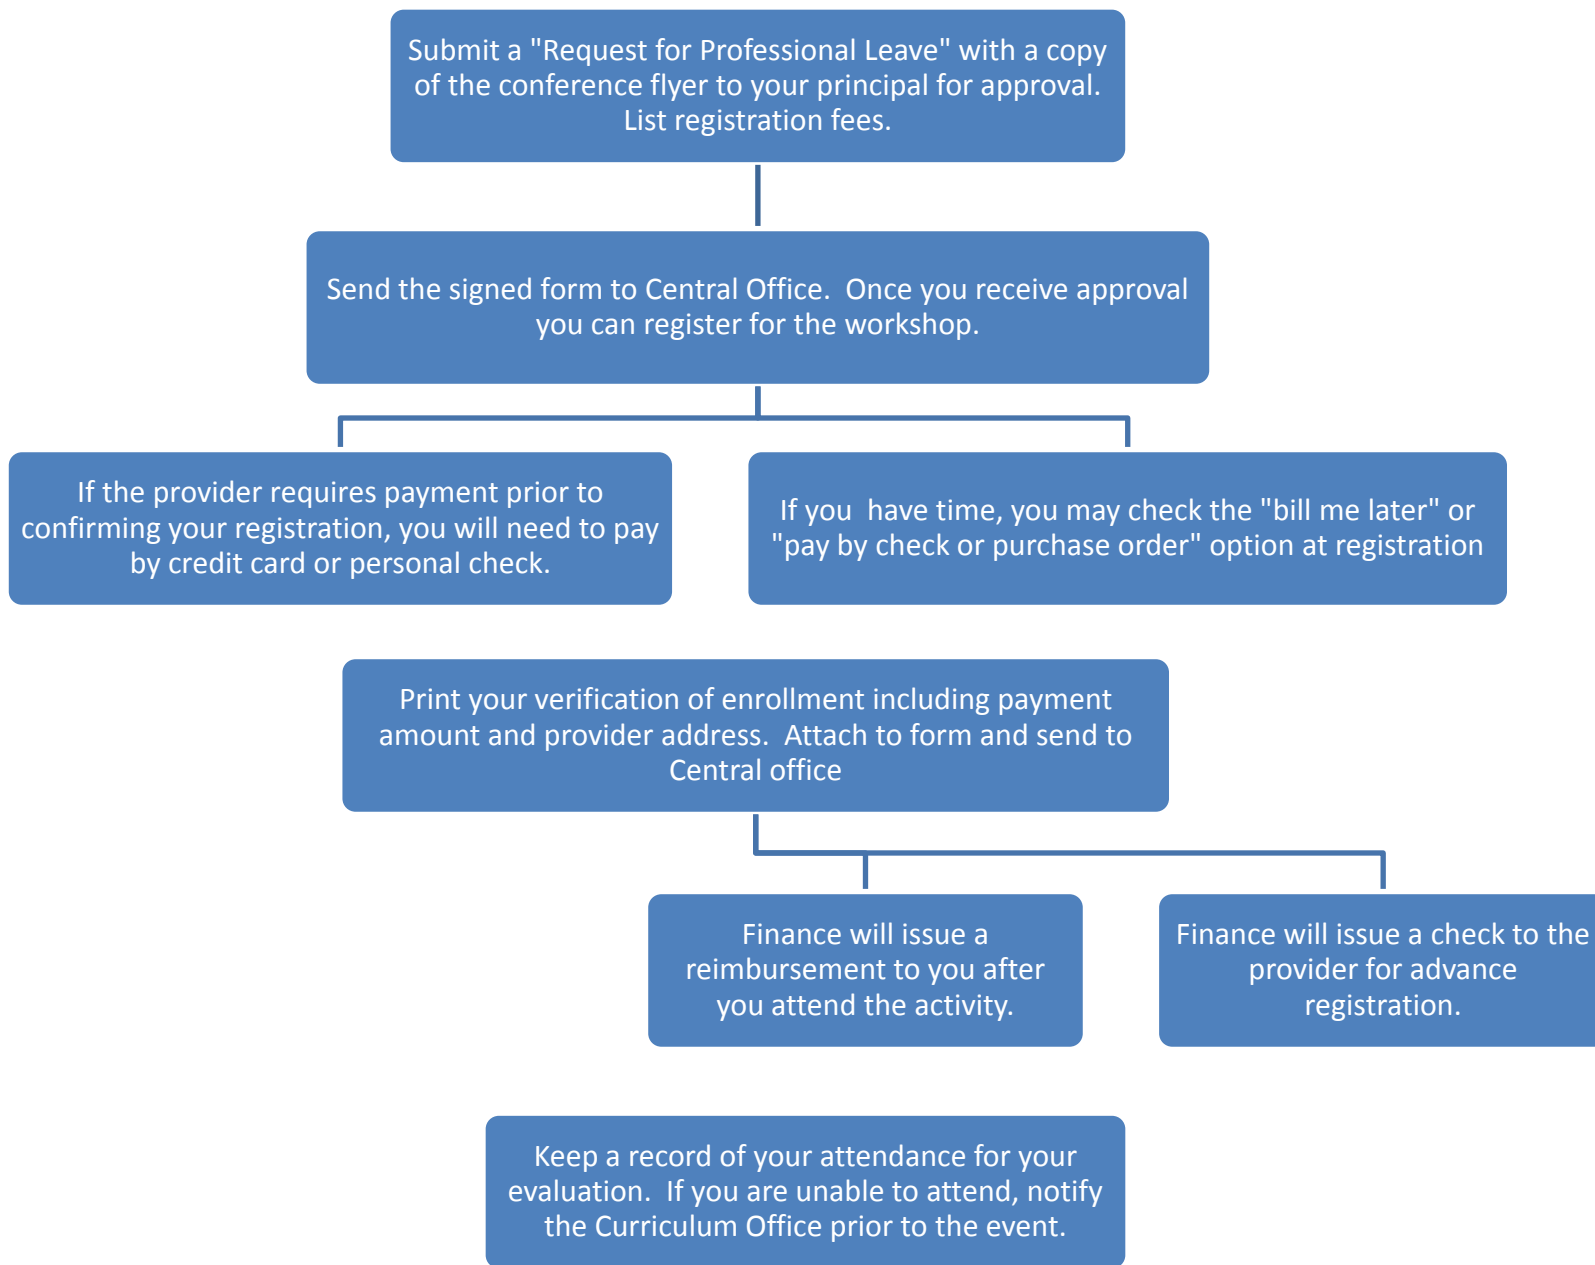 Submit a "Request for Professional Leave" with a copy
of the conference flyer to your principal for approval.
List registration fees.
Send the signed form to Central Office.  Once you receive approval
you can register for the workshop.
If the provider requires payment prior to
confirming your registration, you will need to pay
by credit card or personal check.
If you  have time, you may check the "bill me later" or
"pay by check or purchase order" option at registration
Print your verification of enrollment including payment
amount and provider address.  Attach to form and send to
Central office
Finance will issue a
reimbursement to you after
you attend the activity.
Finance will issue a check to the
provider for advance
registration.
Keep a record of your attendance for your
evaluation.  If you are unable to attend, notify
the Curriculum Office prior to the event.